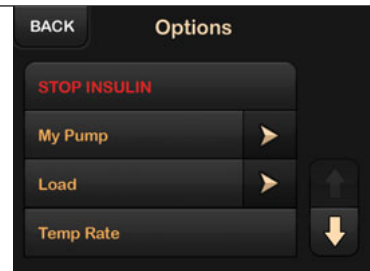 BACK
Options
STOP INSULIN
My Pump
Load
Temp Rate